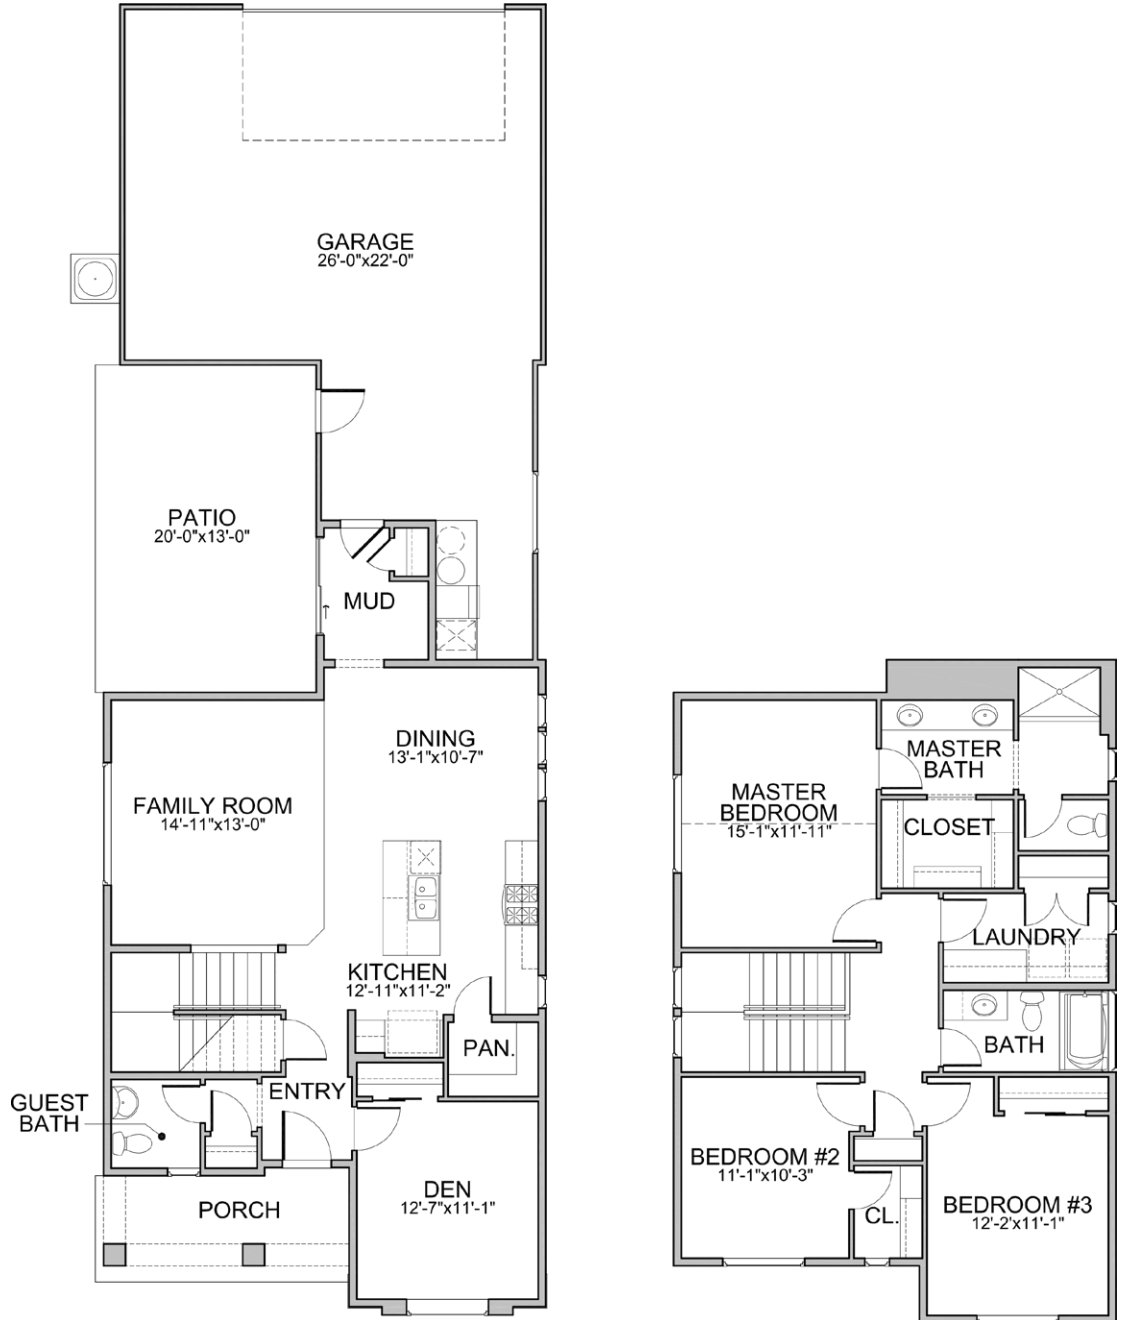 GARAGE
26'-0"x22'-0"
PATIO
20'-0"x13'-0"
MUD
DINING
13'-1"x10'-7"
FAMILY ROOM
14'-11"x13'-0"
KITCHEN
12'-11"x11'-2"
PAN.
ENTRY
GUEST
BATH
PORCH
DEN
12'-7"x11'-1"
MASTER
BATH
MASTER
BEDROOM
15'-1"x11'-11"
CLOSET
LAUNDRY
BATH
BEDROOM #2
11'-1"x10'-3"
CL.
BEDROOM #3
12'-2'x11'-1"